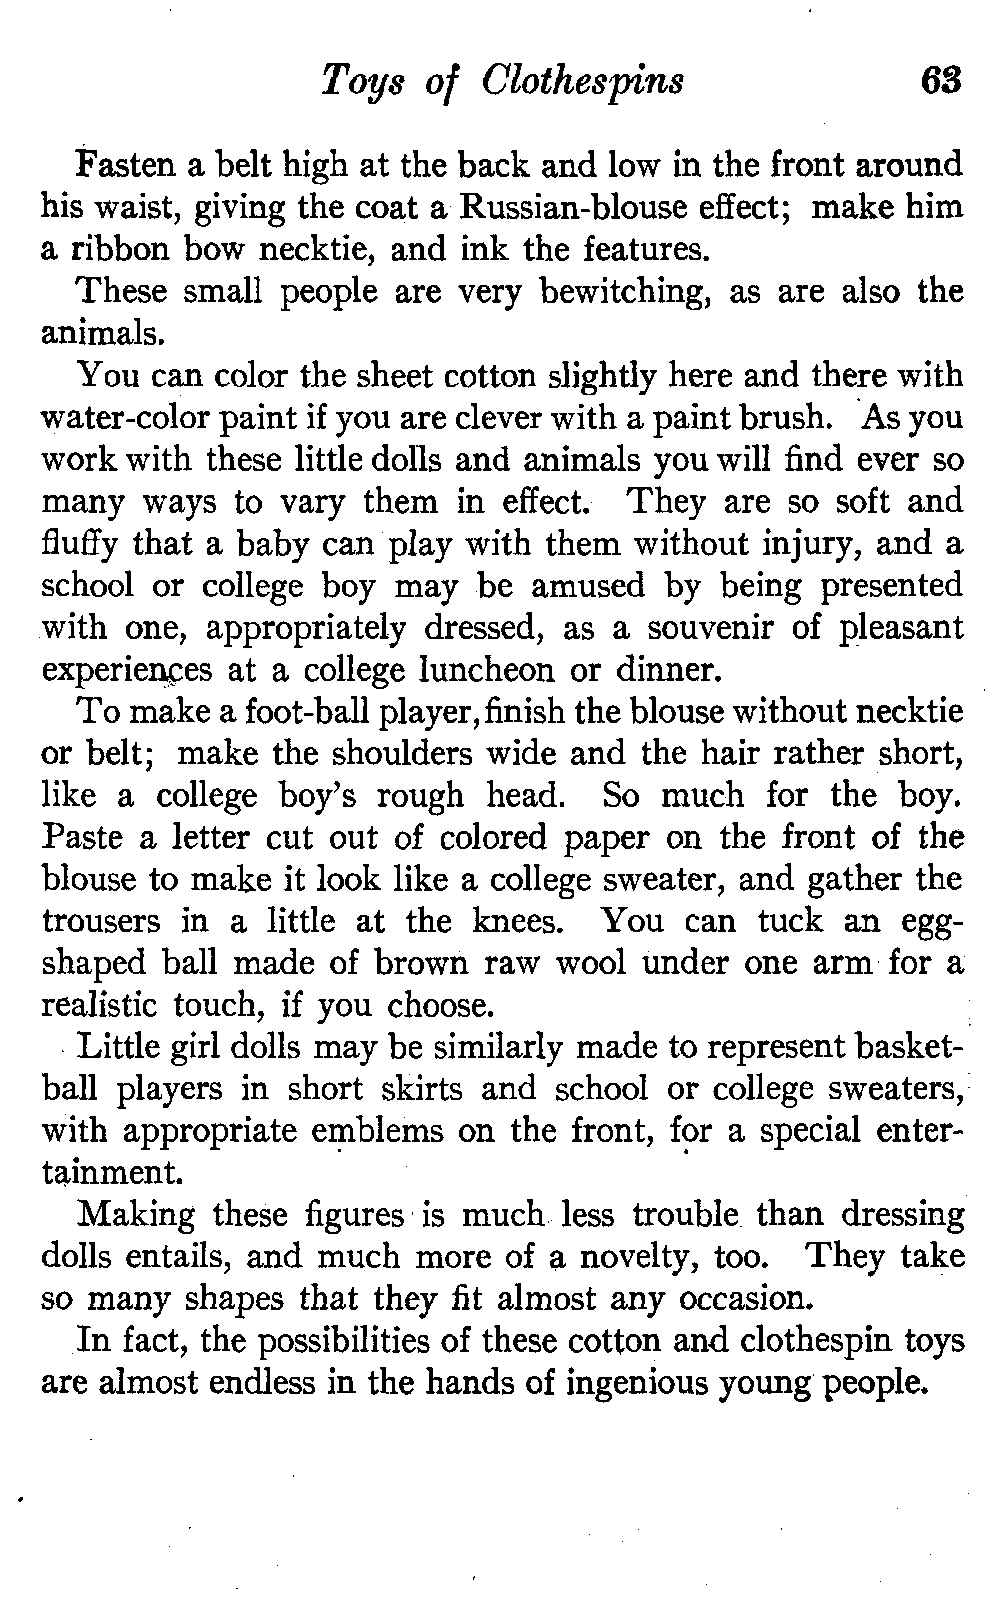 Toys of Clothespins 63
Fasten a belt high at the back and low in the front around
his waist, giving the coat a Russian-blouse effect; make him
a ribbon bow necktie, and ink the features.
These small people are very bewitching, as are also the
animals.
You can color the sheet cotton slightly here and there with
water-color paint if you are clever with a paint brush. As you
work with these little dolls and animals you will find ever so
many ways to vary them in effect. They are so soft and
fluffy that a baby can play with them without injury, and a
school or college boy may be amused by being presented
with one, appropriately dressed, as a souvenir of pleasant
experiences at a college luncheon or dinner.
To make a foot-ball player, finish the blouse without necktie
or belt; make the shoulders wide and the hair rather short,
like a college boy's rough head. So much for the boy.
Paste a letter cut out of colored paper on the front of the
blouse to make it look like a college sweater, and gather the
trousers in a little at the knees. You can tuck an egg-
shaped ball made of brown raw wool under one arm for a
realistic touch, if you choose.
Little girl dolls may be similarly made to represent basket-
ball players in short skirts and school or college sweaters,
with appropriate emblems on the front, for a special enter-
tainment.
Making these figures is much less trouble than dressing
dolls entails, and much more of a novelty, too. They take
so many shapes that they fit almost any occasion.
In fact, the possibilities of these cotton and clothespin toys
are almost endless in the hands of ingenious young people.